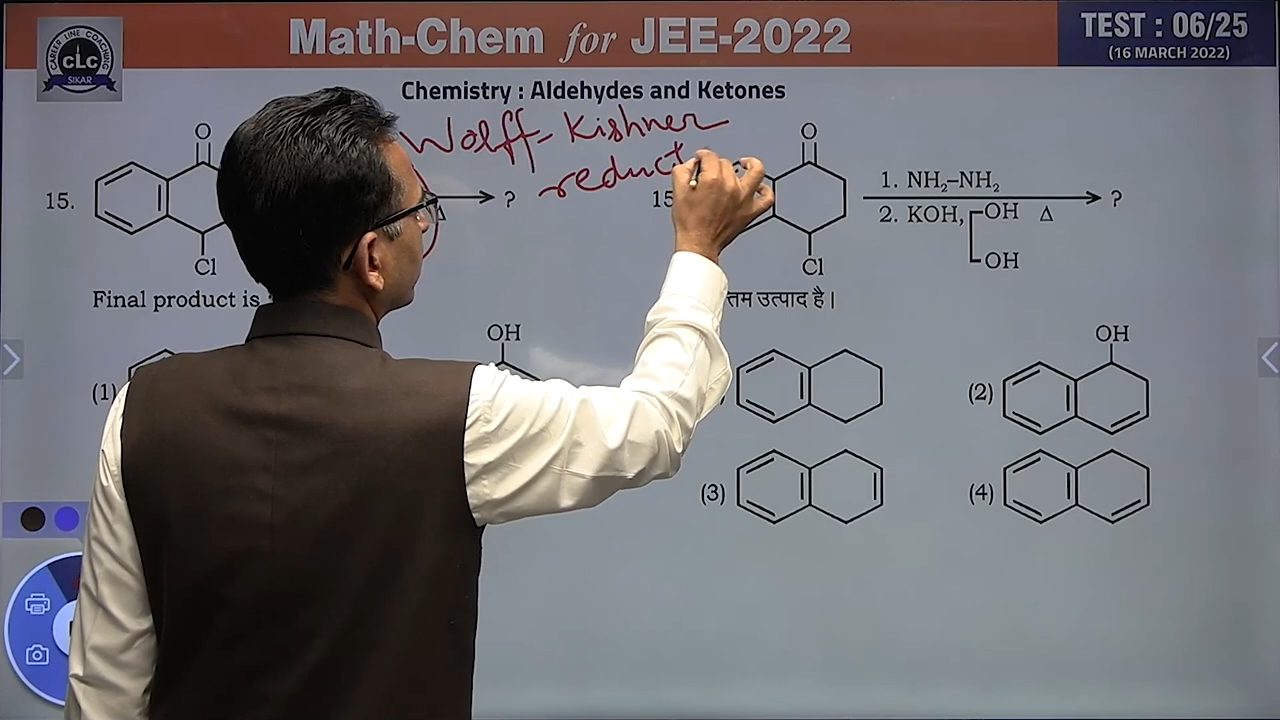 Math-Chem for JEE-2022
TEST : 06/25
(16 MARCH 2022)
CAREER LINE COACHING
CLC
SIKAR
Chemistry : Aldehydes and Ketones
Wolff-Kishner
reduct
15.
O
Cl
Δ
?
15
O
Cl
1. NH₂–NH₂
2. KOH, OH Δ
OH
?
Final product is
त्तम उत्पाद है।
(1)
OH
(2)
OH
(3)
(4)